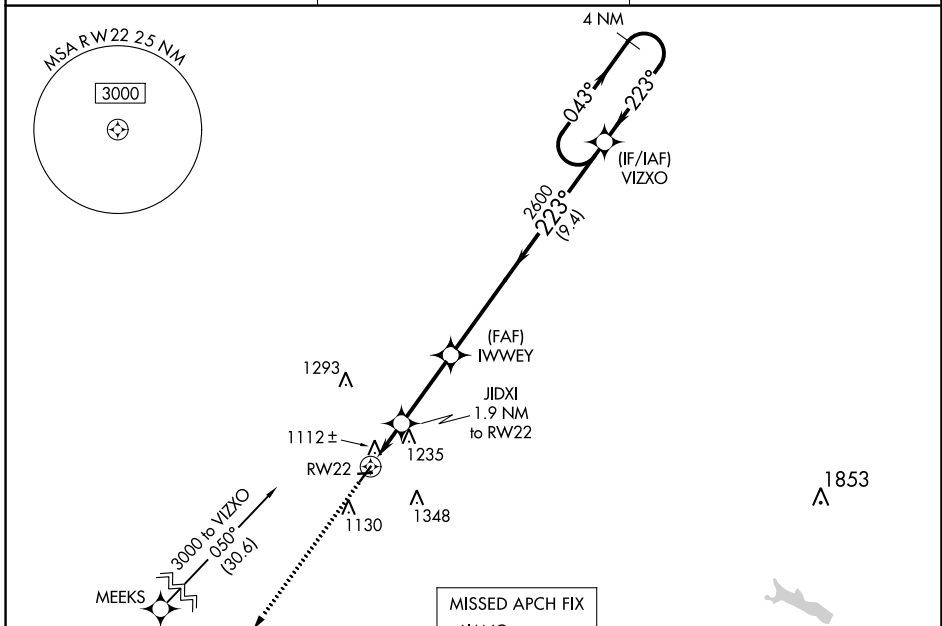 4 NM
MSA RW22 25 NM
3000
043°
223°
(IF/IAF)
VIZXO
2600
223°
(9.4)
(FAF)
IWWEY
1293
JIDXI
1.9 NM
to RW22
1112 ±
1235
RW22
1853
1130
1348
3000 to VIZXO
050°
(30.6)
MEEKS
MISSED APCH FIX